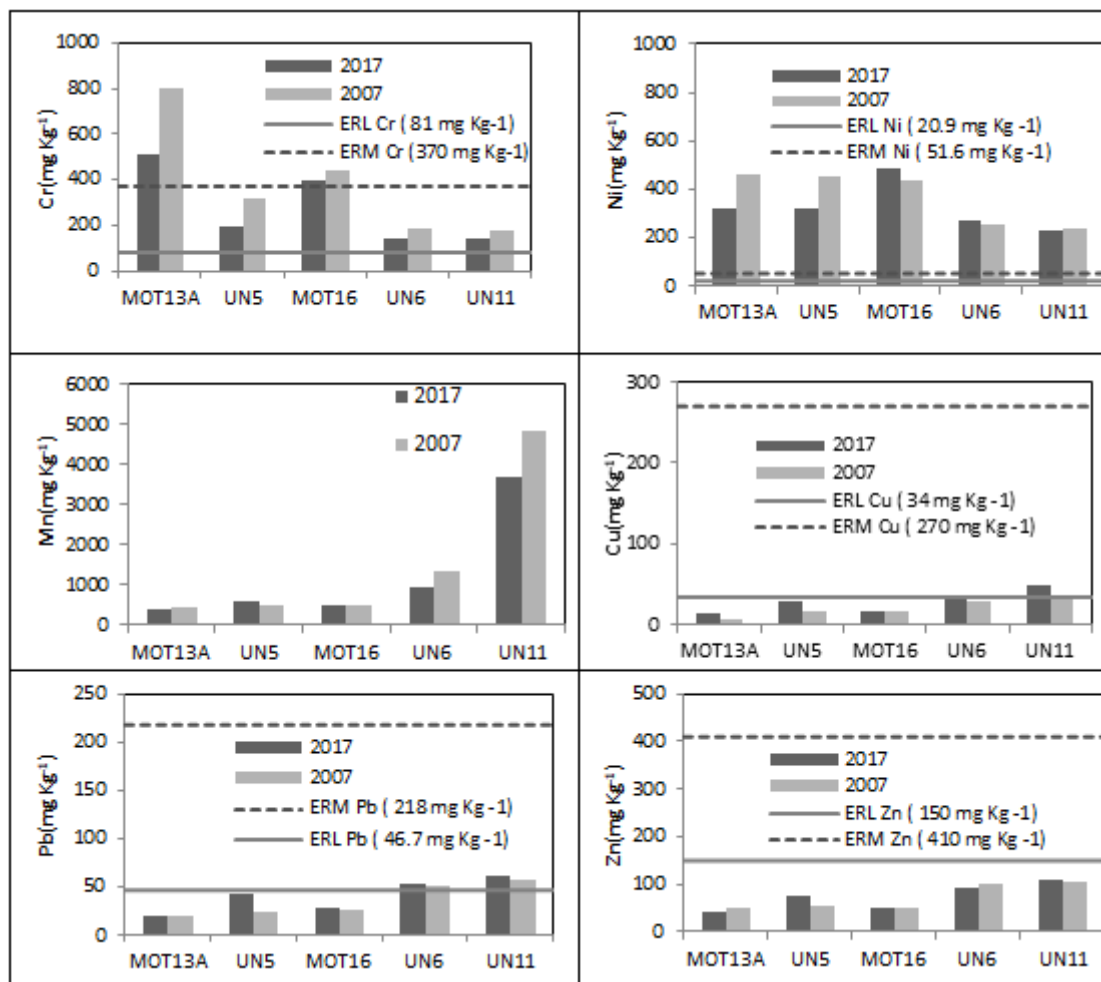 1000
800
600
400
200
0
Cr(mg Kg-1)
2017
2007
ERL Cr ( 81 mg Kg-1)
ERM Cr (370 mg Kg-1)
MOT13A UN5 MOT16 UN6 UN11
1000
800
600
400
200
0
Ni(mg Kg-1)
2017
2007
ERL Ni ( 20.9 mg Kg -1)
ERM Ni ( 51.6 mg Kg -1)
MOT13A UN5 MOT16 UN6 UN11
6000
5000
4000
3000
2000
1000
0
Mn(mg Kg-1)
2017
2007
MOT13A UN5 MOT16 UN6 UN11
300
200
100
0
Cu(mg Kg-1)
2017
2007
ERL Cu ( 34 mg Kg -1)
ERM Cu ( 270 mg Kg -1)
MOT13A UN5 MOT16 UN6 UN11
250
200
150
100
50
0
Pb(mg Kg-1)
2017
2007
ERM Pb ( 218 mg Kg -1)
ERL Pb ( 46.7 mg Kg -1)
MOT13A UN5 MOT16 UN6 UN11
500
400
300
200
100
0
Zn(mg Kg-1)
2017
2007
ERL Zn ( 150 mg Kg -1)
ERM Zn ( 410 mg Kg -1)
MOT13A UN5 MOT16 UN6 UN11